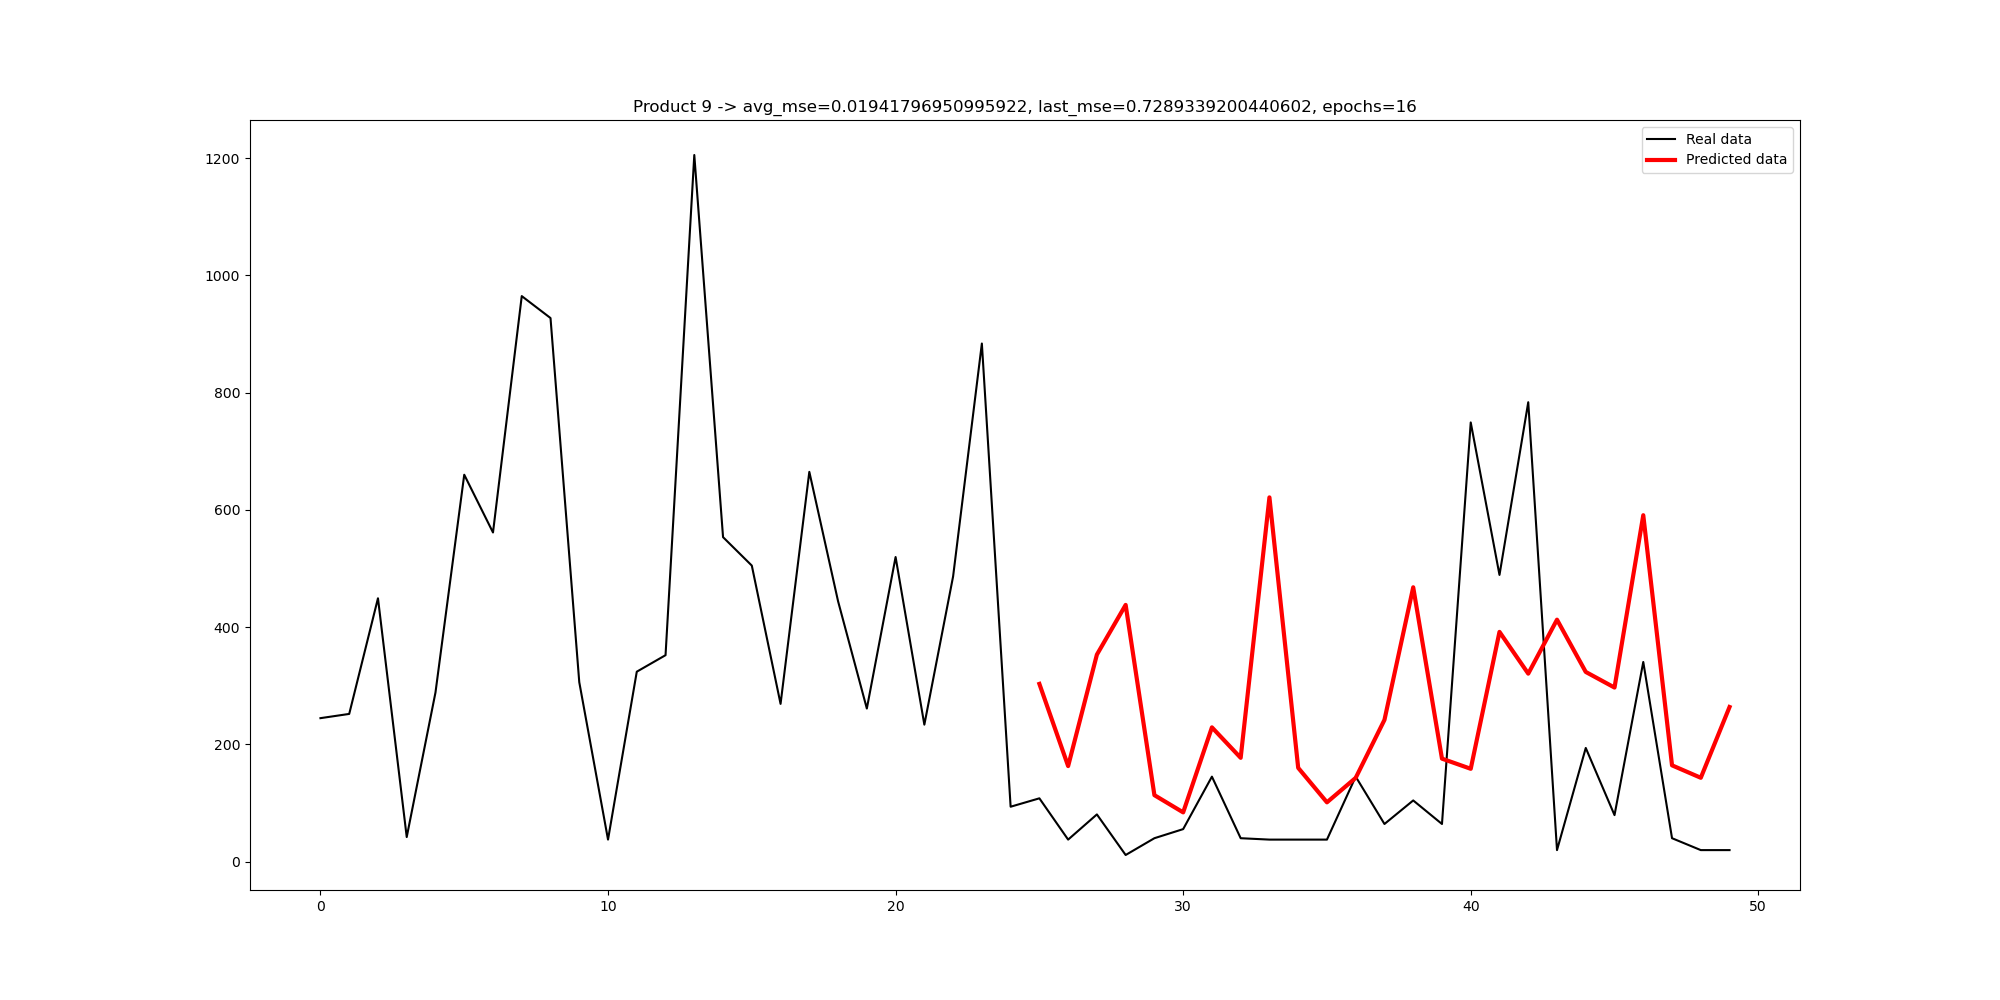 Product 9 -> avg_mse=0.01941796950995922, last_mse=0.7289339200440602, epochs=16
Real data
Predicted data
1200
1000
800
600
400
200
0
0 10 20 30 40 50